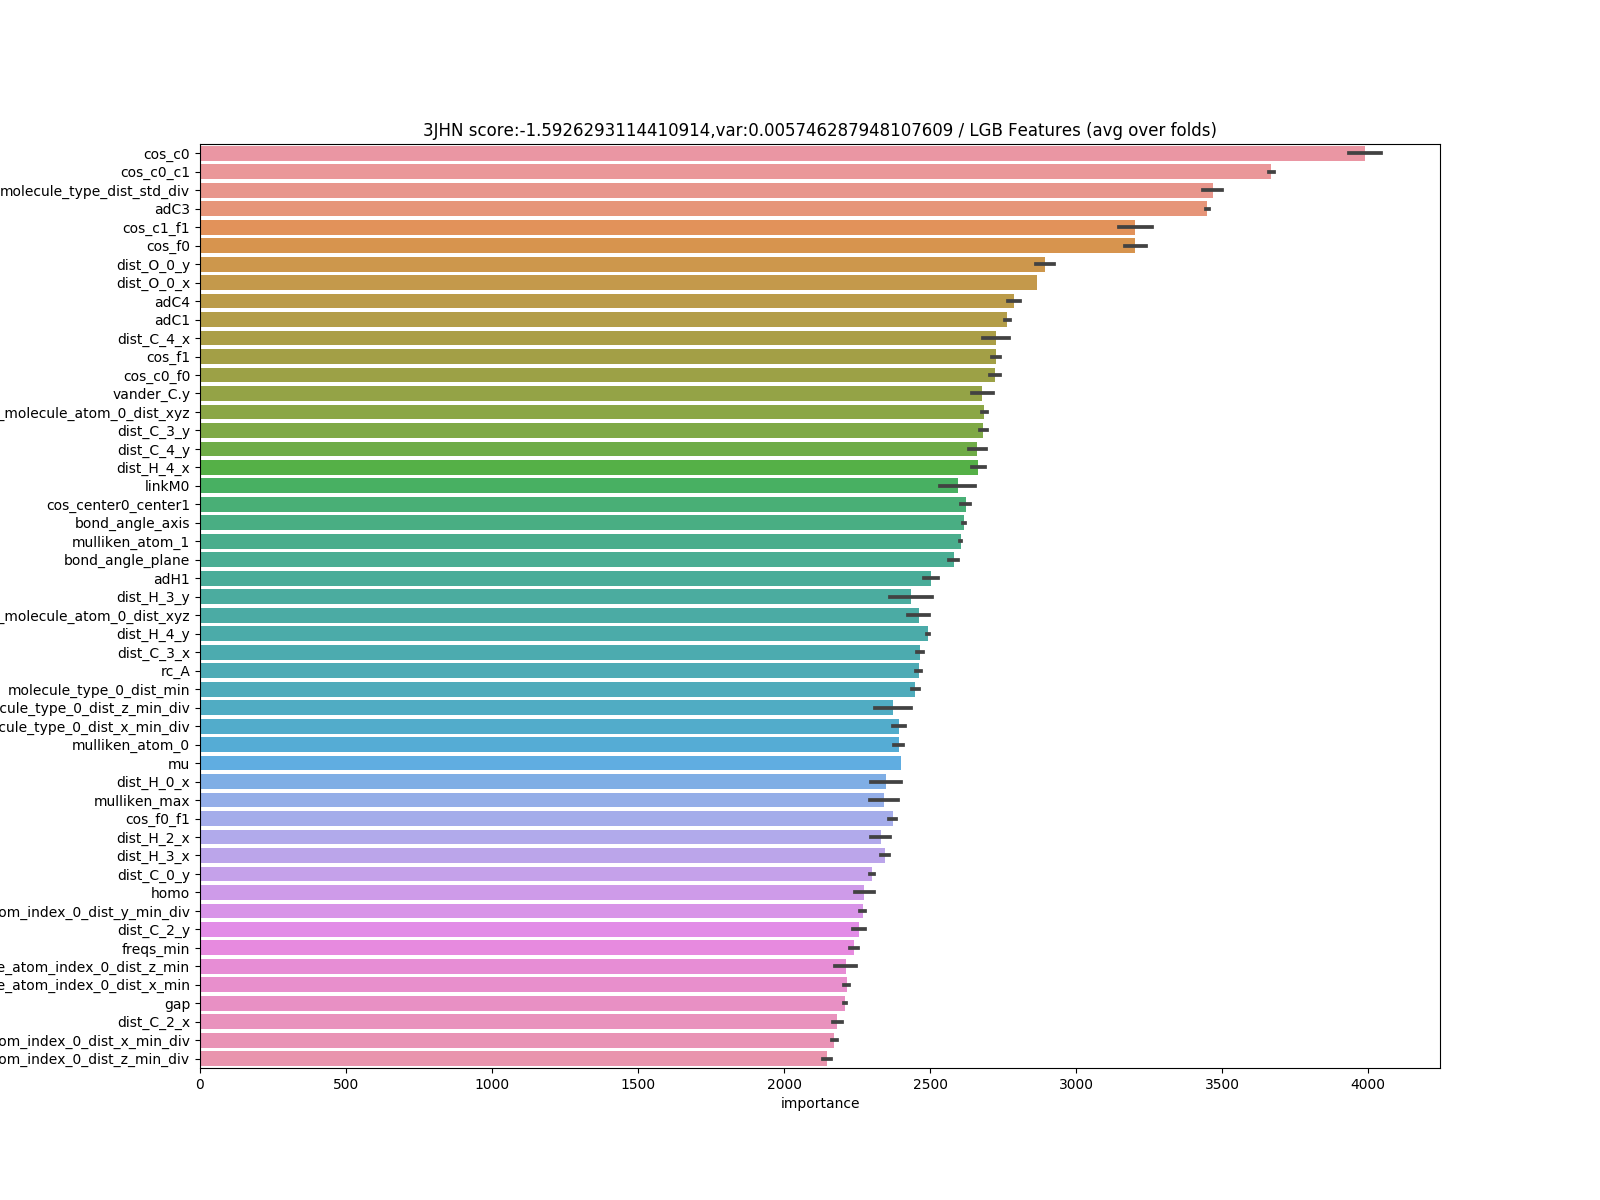 3JHN score:-1.5926293114410914,var:0.005746287948107609 / LGB Features (avg over folds)
cos_c0
cos_c0_c1
molecule_type_dist_std_div
adC3
cos_c1_f1
cos_f0
dist_O_0_y
dist_O_0_x
adC4
adC1
dist_C_4_x
cos_f1
cos_c0_f0
vander_C.y
_molecule_atom_0_dist_xyz
dist_C_3_y
dist_C_4_y
dist_H_4_x
linkM0
cos_center0_center1
bond_angle_axis
mulliken_atom_1
bond_angle_plane
adH1
dist_H_3_y
_molecule_atom_0_dist_xyz
dist_H_4_y
dist_C_3_x
rc_A
molecule_type_0_dist_min
cule_type_0_dist_z_min_div
cule_type_0_dist_x_min_div
mulliken_atom_0
mu
dist_H_0_x
mulliken_max
cos_f0_f1
dist_H_2_x
dist_H_3_x
dist_C_0_y
homo
om_index_0_dist_y_min_div
dist_C_2_y
freqs_min
e_atom_index_0_dist_z_min
e_atom_index_0_dist_x_min
gap
dist_C_2_x
om_index_0_dist_x_min_div
om_index_0_dist_z_min_div
0 500 1000 1500 2000 2500 3000 3500 4000
importance